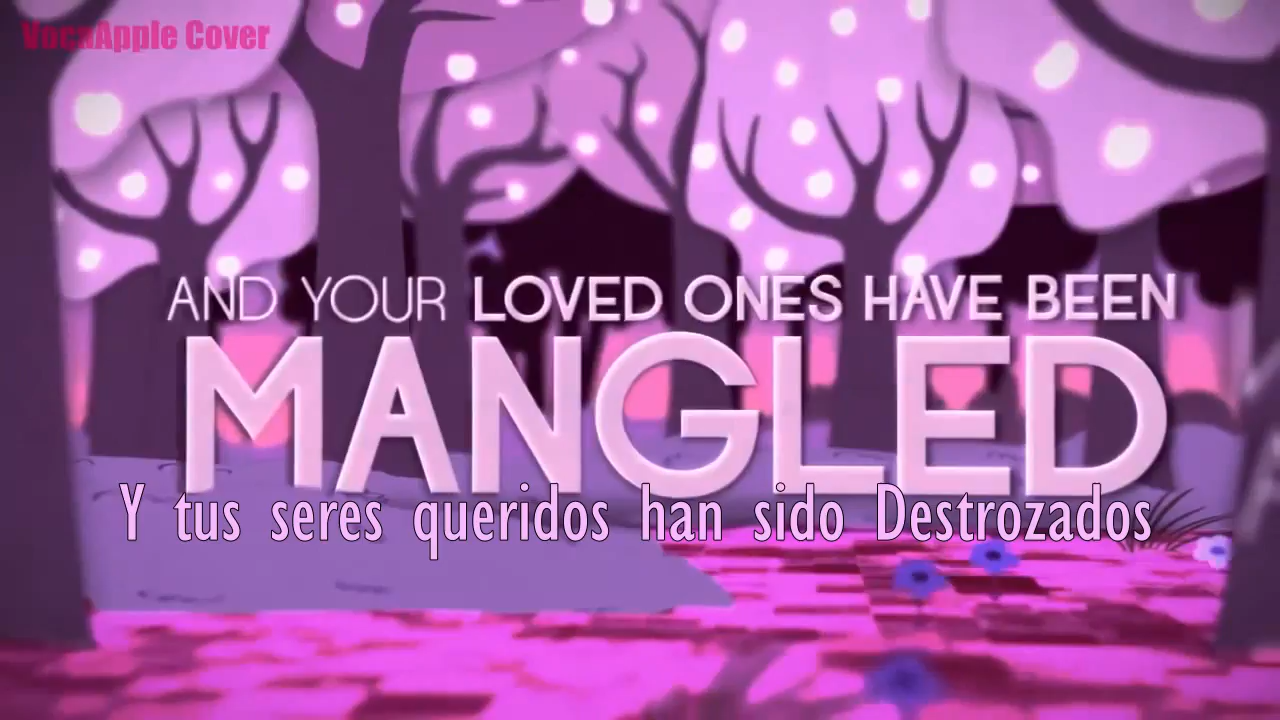 VocaApple Cover
AND YOUR LOVED ONES HAVE BEEN
MANGLED
Y tus seres queridos han sido Destrozados